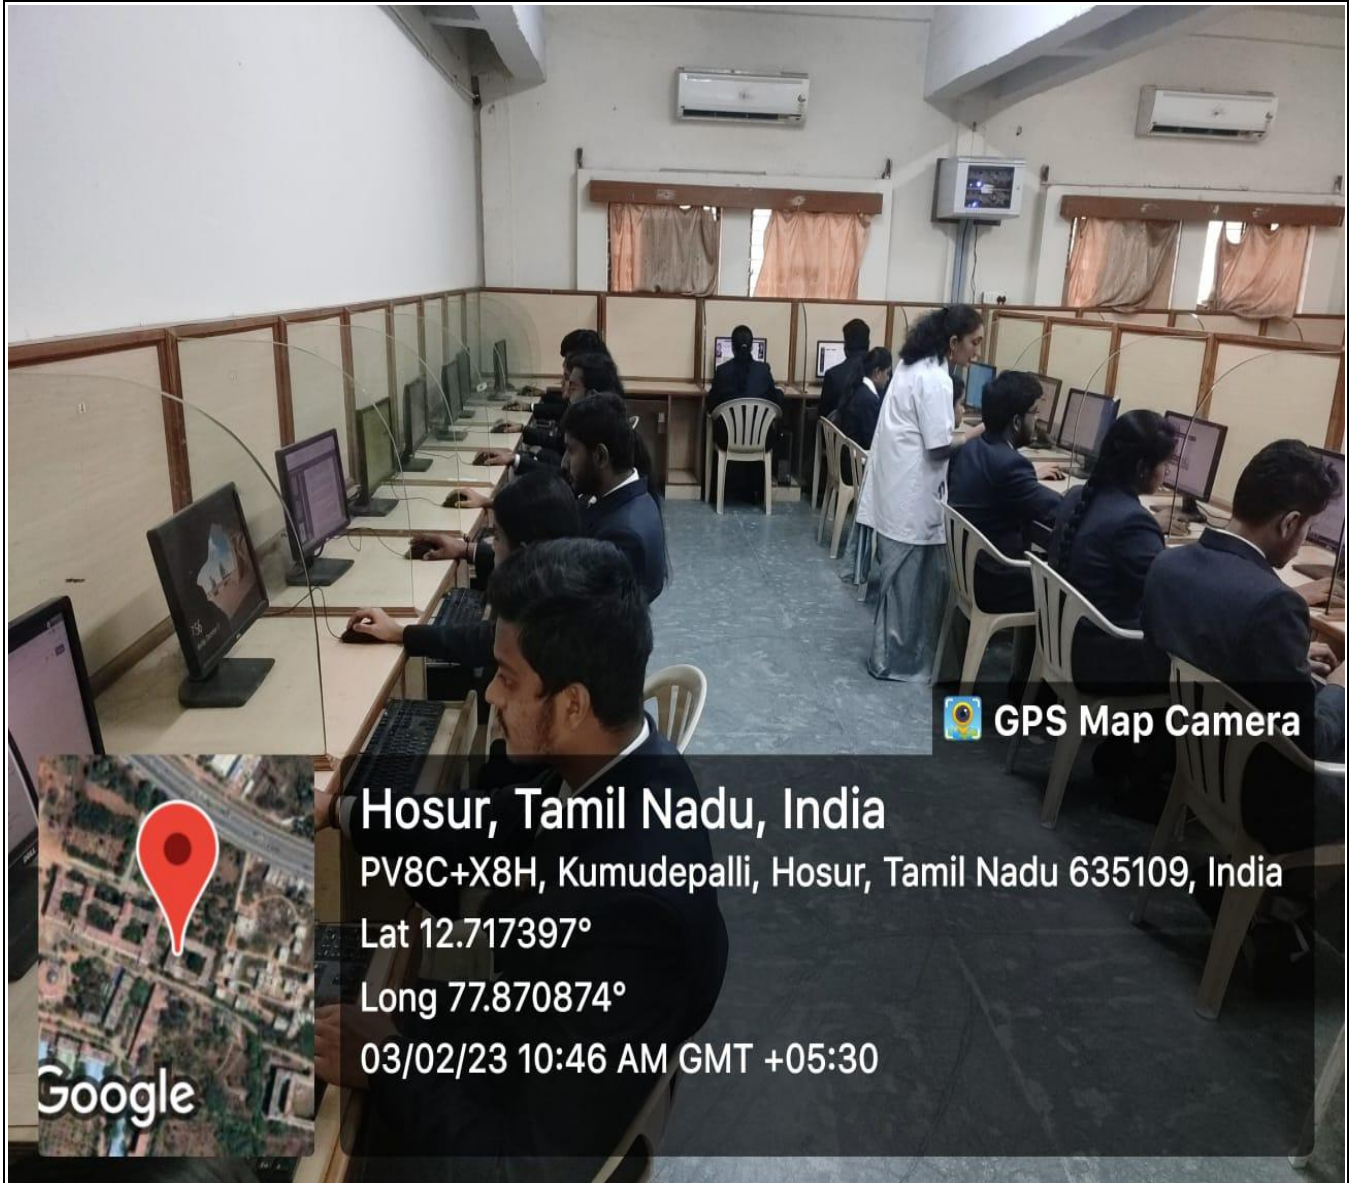 GPS Map Camera
Hosur, Tamil Nadu, India
PV8C+X8H, Kumudepalli, Hosur, Tamil Nadu 635109, India
Lat 12.717397°
Long 77.870874°
03/02/23 10:46 AM GMT +05:30
Google
DELL